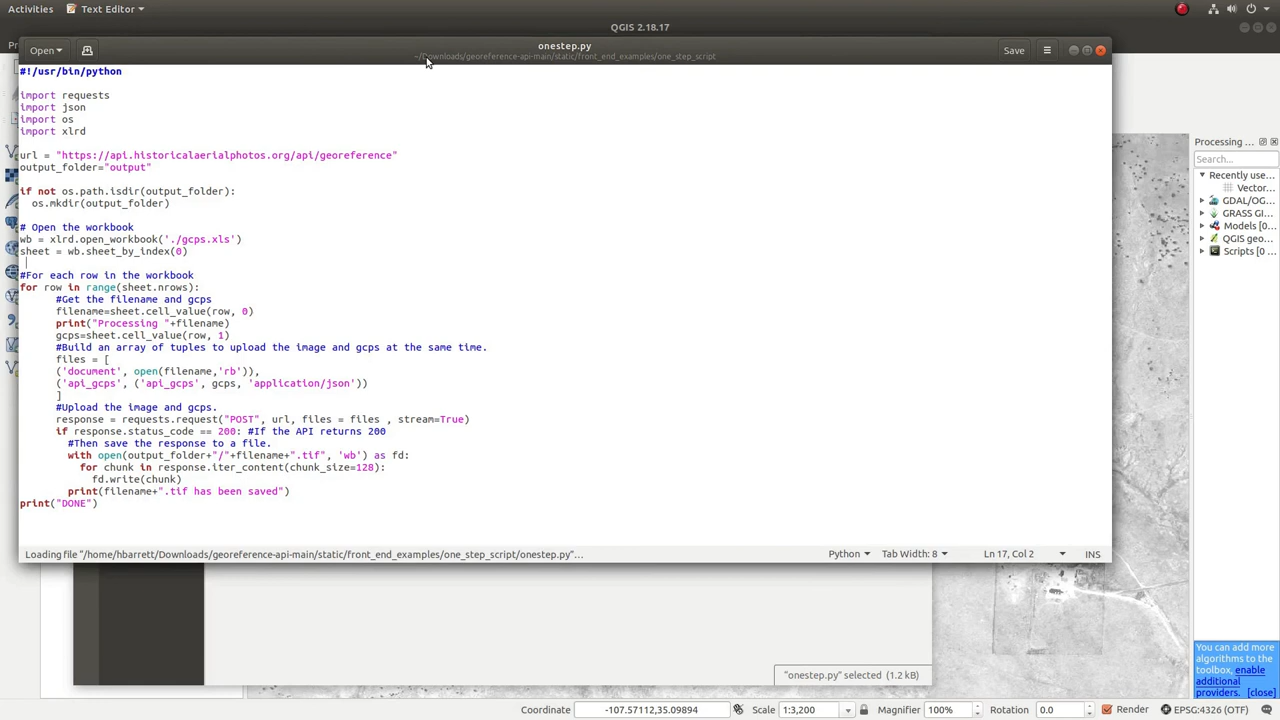 Activities
Text Editor
QGIS 2.18.17
Open
onestep.py
~/Downloads/georeference-api-main/static/front_end_examples/one_step_script
Save
#!/usr/bin/python
import requests
import json
import os
import xlrd
url = "https://api.historicalaerialphotos.org/api/georeference"
output_folder="output"
if not os.path.isdir(output_folder):
os.mkdir(output_folder)
# Open the workbook
wb = xlrd.open_workbook('./gcps.xls')
sheet = wb.sheet_by_index(0)
#For each row in the workbook
for row in range(sheet.nrows):
#Get the filename and gcps
filename=sheet.cell_value(row, 0)
print("Processing "+filename)
gcps=sheet.cell_value(row, 1)
#Build an array of tuples to upload the image and gcps at the same time.
files = [
('document', open(filename,'rb')),
('api_gcps', ('api_gcps', gcps, 'application/json'))
]
#Upload the image and gcps.
response = requests.request("POST", url, files = files , stream=True)
if response.status_code == 200: #If the API returns 200
#Then save the response to a file.
with open(output_folder+"/"+filename+".tif", 'wb') as fd:
for chunk in response.iter_content(chunk_size=128):
fd.write(chunk)
print(filename+".tif has been saved")
print("DONE")
Loading file "/home/hbarrett/Downloads/georeference-api-main/static/front_end_examples/one_step_script/onestep.py"…
Python
Tab Width: 8
Ln 17, Col 2
INS
Processing ...
Search...
Recently use...
Vector...
GDAL/OG...
GRASS GI...
Models [0...
QGIS geo...
Scripts [0...
You can add more
algorithms to the
toolbox, enable
additional
providers. [close]
"onestep.py" selected (1.2 kB)
Coordinate
-107.57112,35.09894
Scale
1:3,200
Magnifier
100%
Rotation
0.0
Render
EPSG:4326 (OTF)